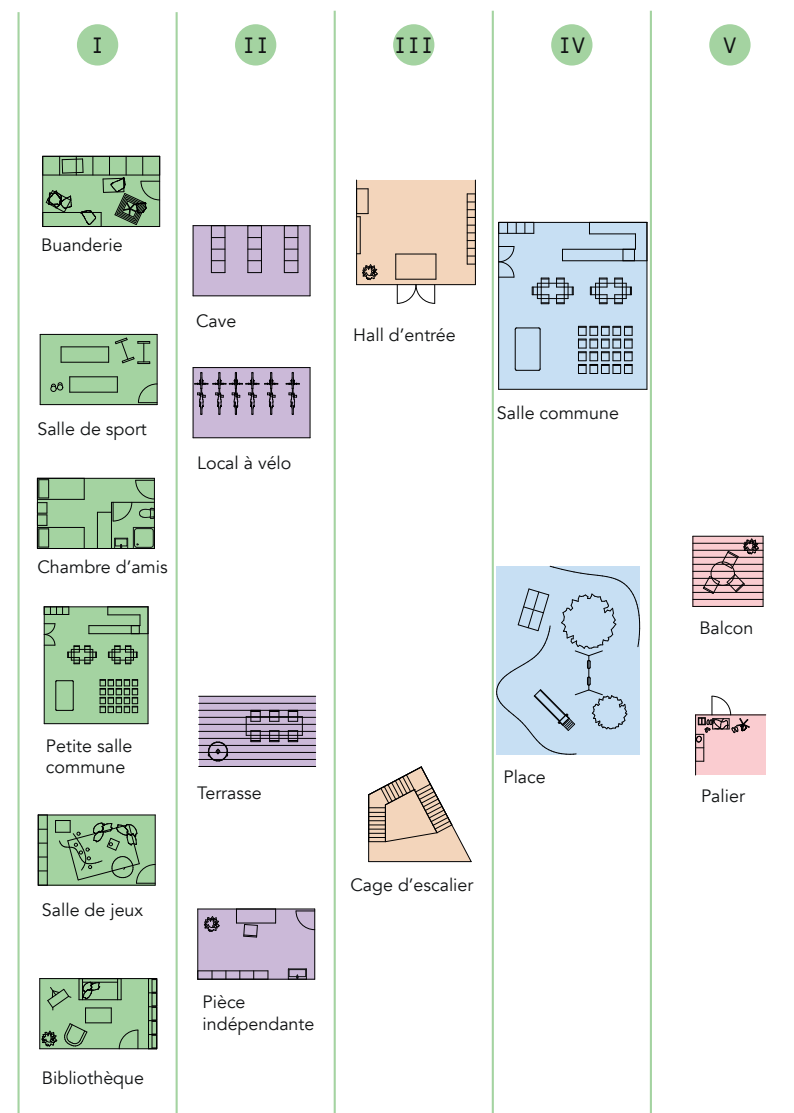 I
II
III
IV
V
Buanderie
Salle de sport
Chambre d'amis
Petite salle
commune
Salle de jeux
Bibliothèque
Cave
Local à vélo
Terrasse
Pièce
indépendante
Hall d'entrée
Cage d'escalier
Salle commune
Place
Balcon
Palier